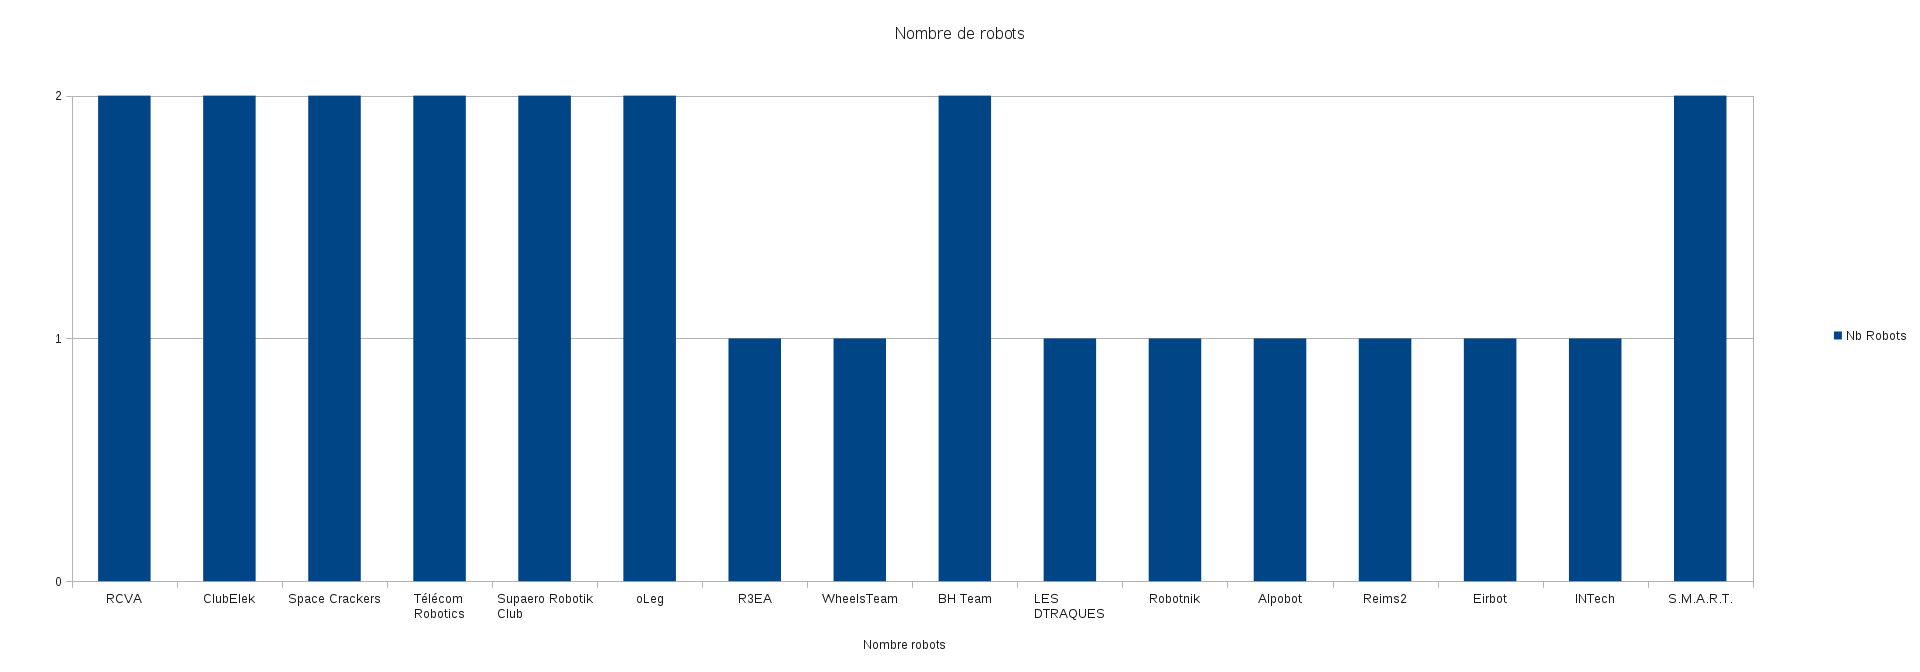 Nombre de robots
2
1
0
RCVA
ClubElek
Space Crackers
Télécom
Robotics
Supaero Robotik
Club
oLeg
R3EA
WheelsTeam
BH Team
LES
DTRAQUES
Robotnik
Alpobot
Reims2
Eirbot
INTech
S.M.A.R.T.
Nombre robots
Nb Robots